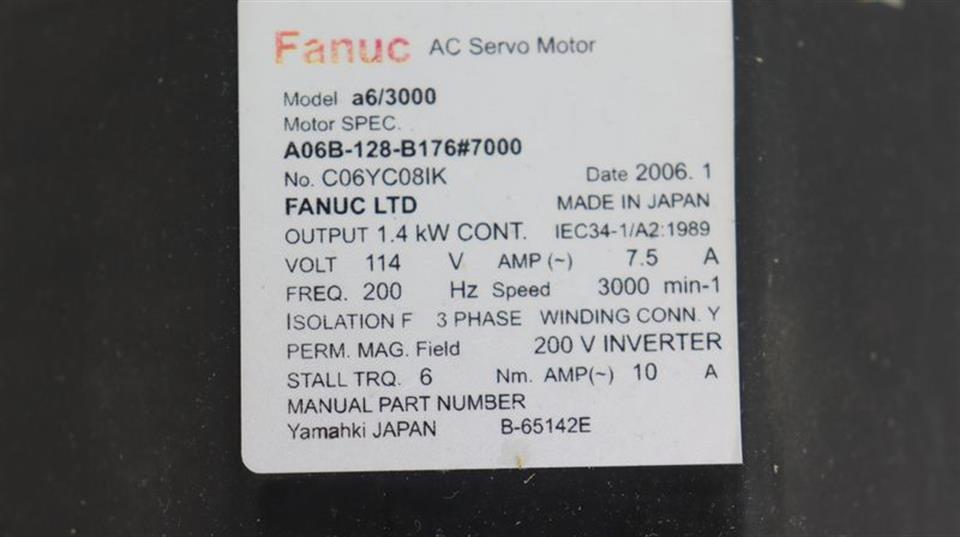 Fanuc AC Servo Motor
Model a6/3000
Motor SPEC.
A06B-128-B176#7000
No. C06YC08IK Date 2006. 1
FANUC LTD MADE IN JAPAN
OUTPUT 1.4 kW CONT. IEC34-1/A2:1989
VOLT 114 V AMP (~) 7.5 A
FREQ. 200 Hz Speed 3000 min-1
ISOLATION F 3 PHASE WINDING CONN. Y
PERM. MAG. Field 200 V INVERTER
STALL TRQ. 6 Nm. AMP(~) 10 A
MANUAL PART NUMBER
Yamahki JAPAN B-65142E